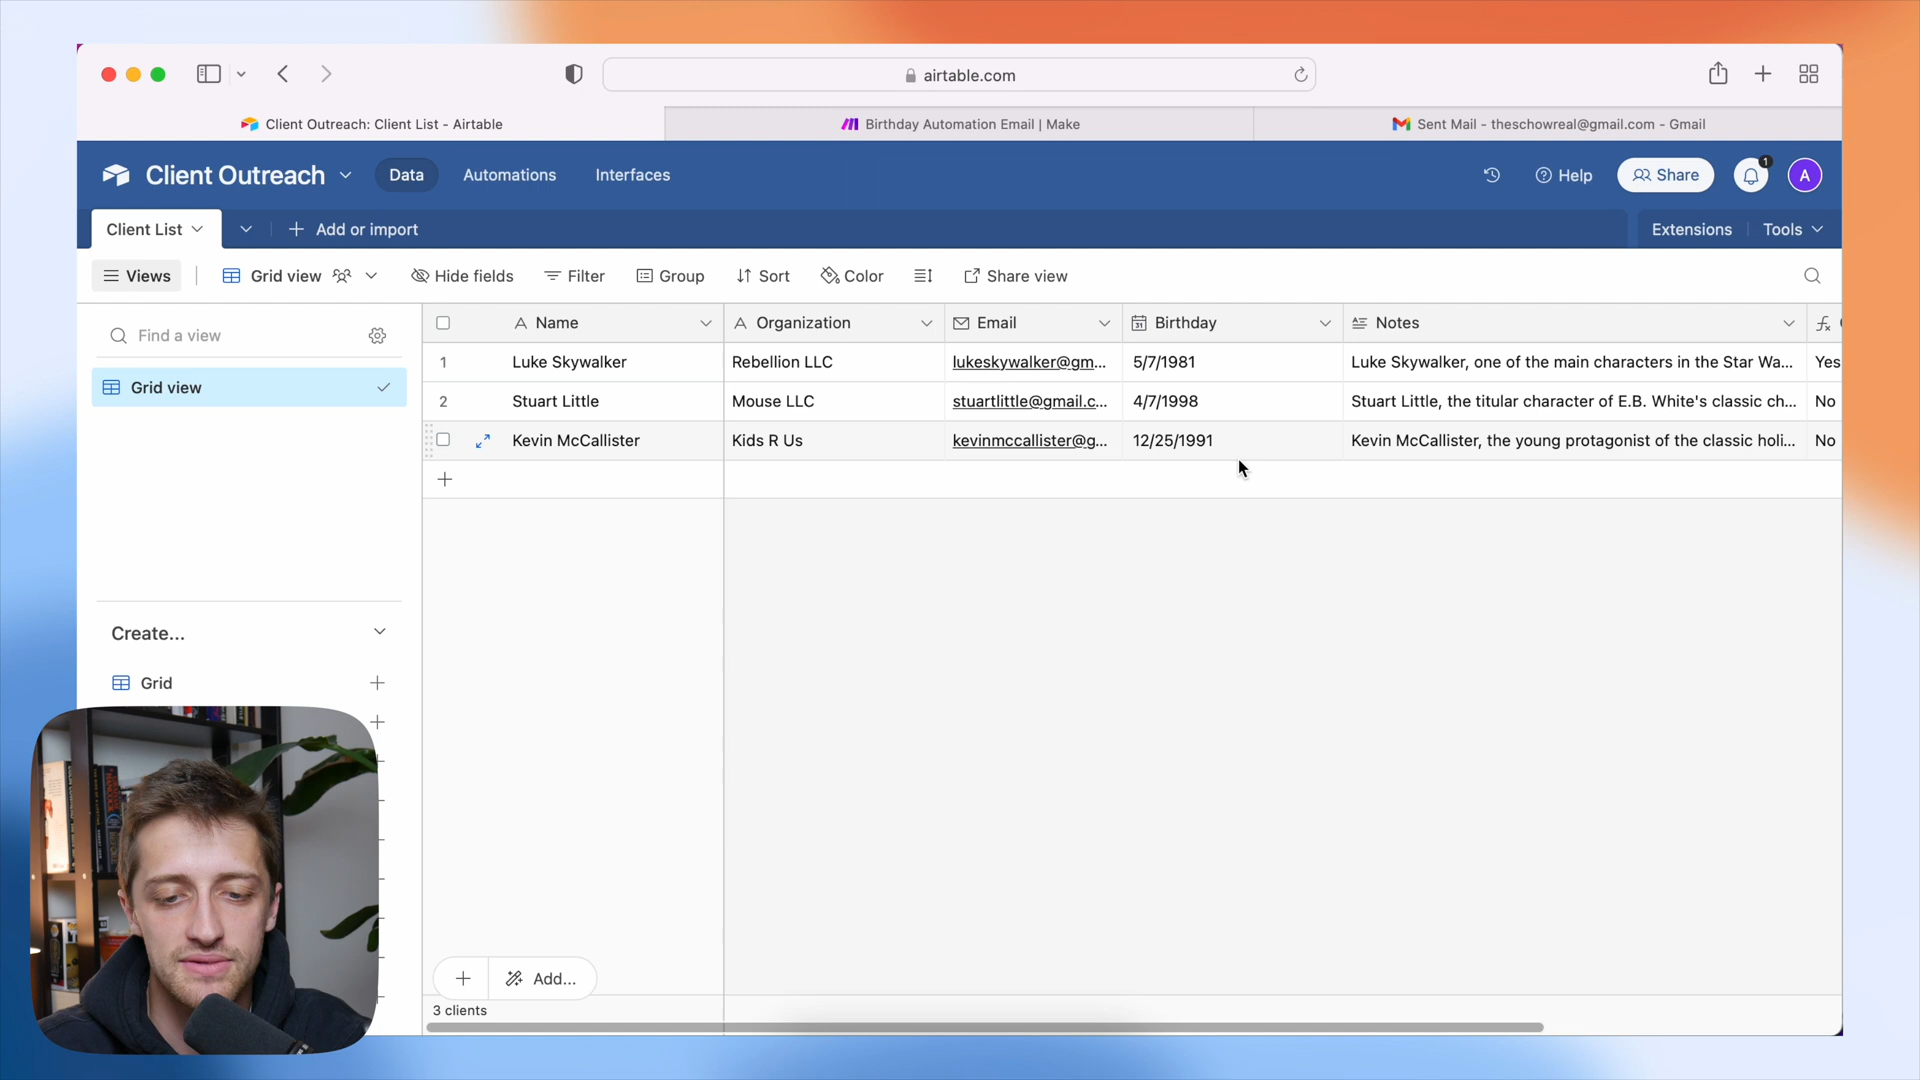 airtable.com
Client Outreach: Client List - Airtable
Birthday Automation Email | Make
Sent Mail - theschowreal@gmail.com - Gmail
Client Outreach
Data
Automations
Interfaces
Help
Share
1
A
Client List
Add or import
Extensions
Tools
Views
Grid view
Hide fields
Filter
Group
Sort
Color
Share view
Find a view
Grid view
Create...
Grid
Name Organization Email Birthday Notes
1 Luke Skywalker Rebellion LLC lukeskywalker@gm... 5/7/1981 Luke Skywalker, one of the main characters in the Star Wa... Yes
2 Stuart Little Mouse LLC stuartlittle@gmail.c... 4/7/1998 Stuart Little, the titular character of E.B. White's classic ch... No
Kevin McCallister Kids R Us kevinmccallister@g... 12/25/1991 Kevin McCallister, the young protagonist of the classic holi... No
Add...
3 clients